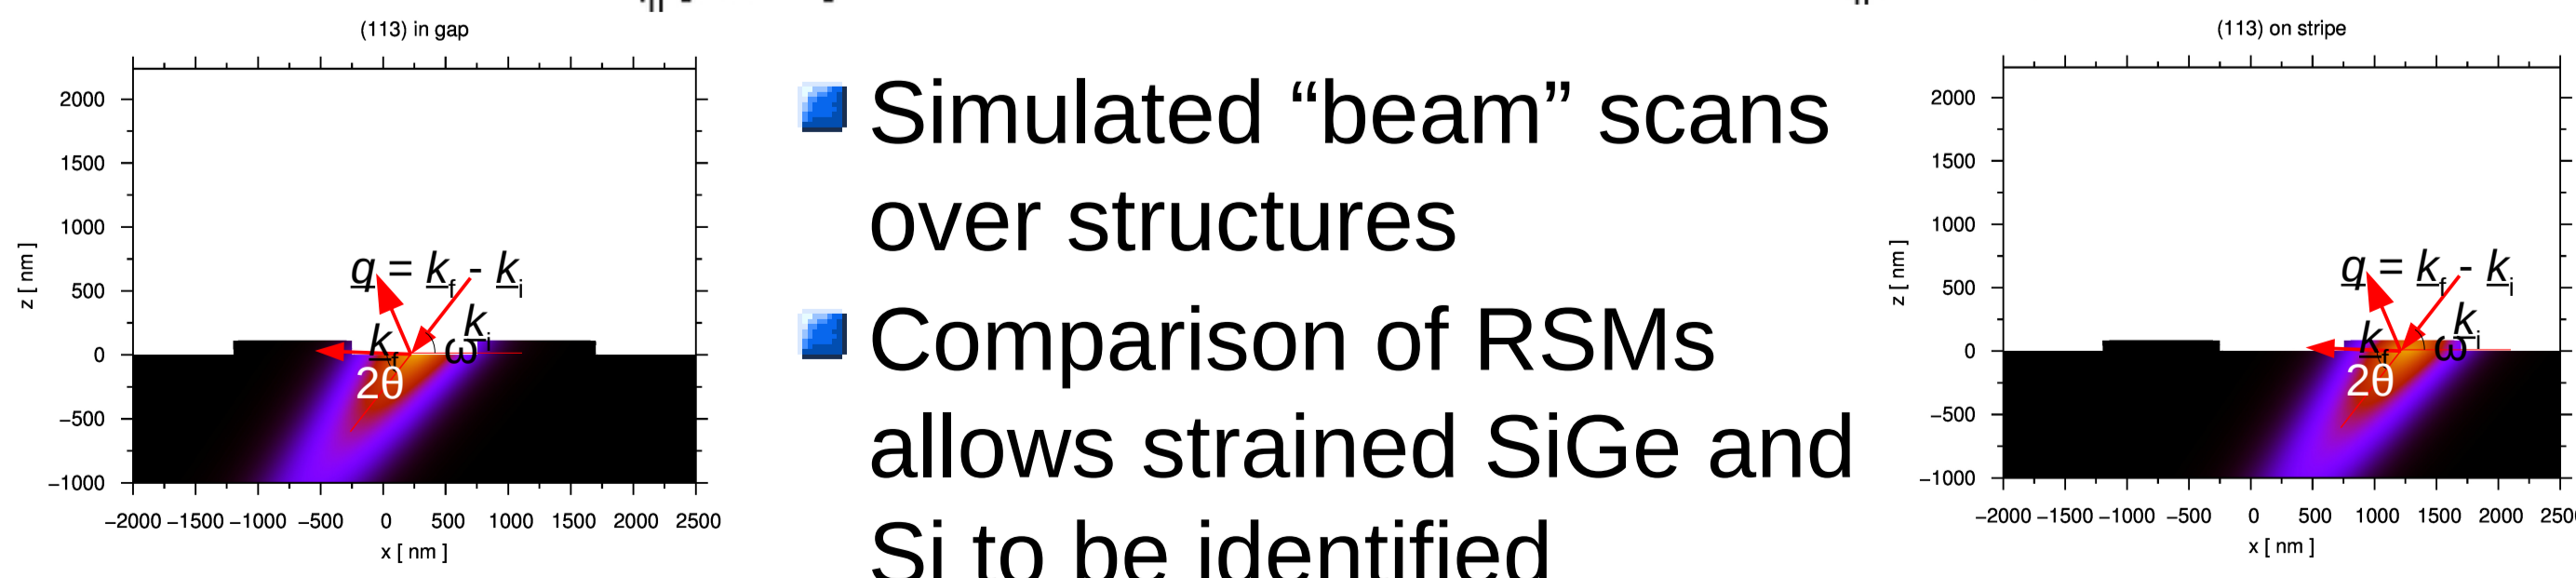 (113) in gap
2000
1500
1000
500
0
−500
−1000
z [ nm ]
q = kf - ki
kf
ki
ω
2θ
−2000 −1500 −1000 −500 0 500 1000 1500 2000 2500
x [ nm ]
Simulated “beam” scans
over structures
Comparison of RSMs
allows strained SiGe and
Si to be identified
(113) on stripe
2000
1500
1000
500
0
−500
−1000
z [ nm ]
q = kf - ki
kf
ki
ω
2θ
−2000 −1500 −1000 −500 0 500 1000 1500 2000 250
x [ nm ]